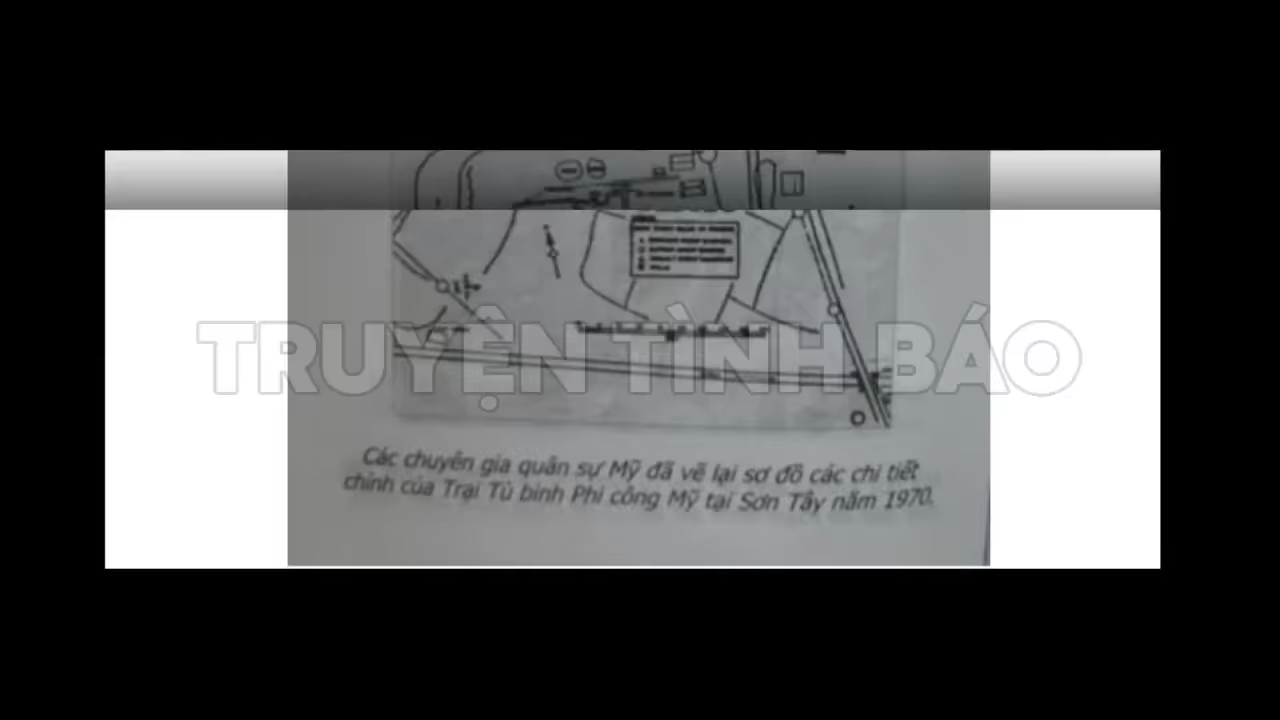 TRUYỆN TÌNH BÁO
Các chuyên gia quân sự Mỹ đã vẽ lại sơ đồ các chi tiết
chính của Trại Tù binh Phi công Mỹ tại Sơn Tây năm 1970.